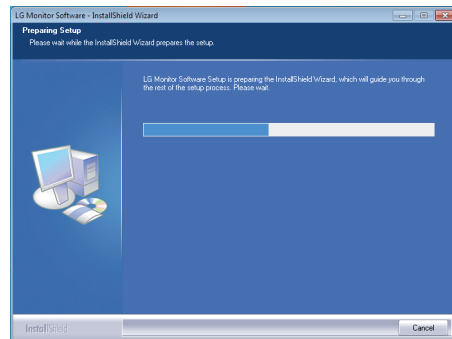 LG Monitor Software - InstallShield Wizard
Preparing Setup
Please wait while the InstallShield Wizard prepares the setup.
LG Monitor Software Setup is preparing the InstallShield Wizard, which will guide you through
the rest of the setup process. Please wait.
InstallShield
Cancel